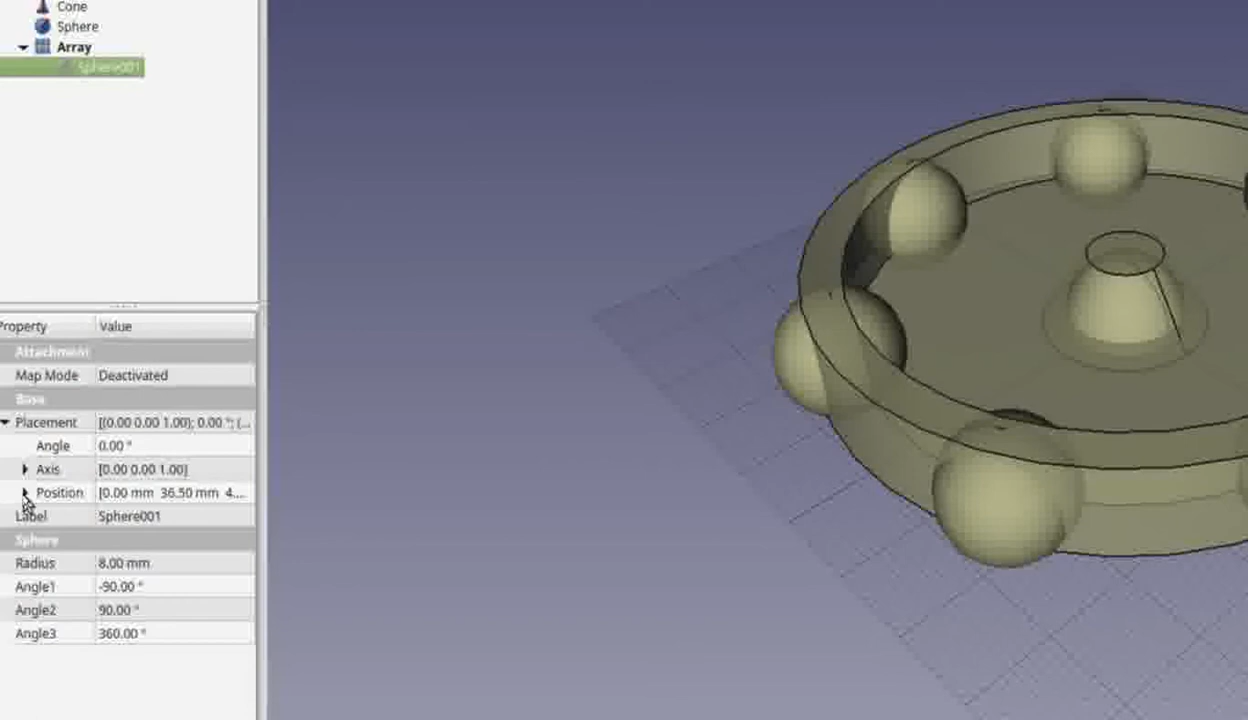 Cone
Sphere
Array
Sphere001
Property Value
Attachment
Map Mode Deactivated
Base
Placement [(0.00 0.00 1.00); 0.00 °; (...
Angle 0.00 °
Axis [0.00 0.00 1.00]
Position [0.00 mm 36.50 mm 4....
Label Sphere001
Sphere
Radius 8.00 mm
Angle1 -90.00 °
Angle2 90.00 °
Angle3 360.00 °